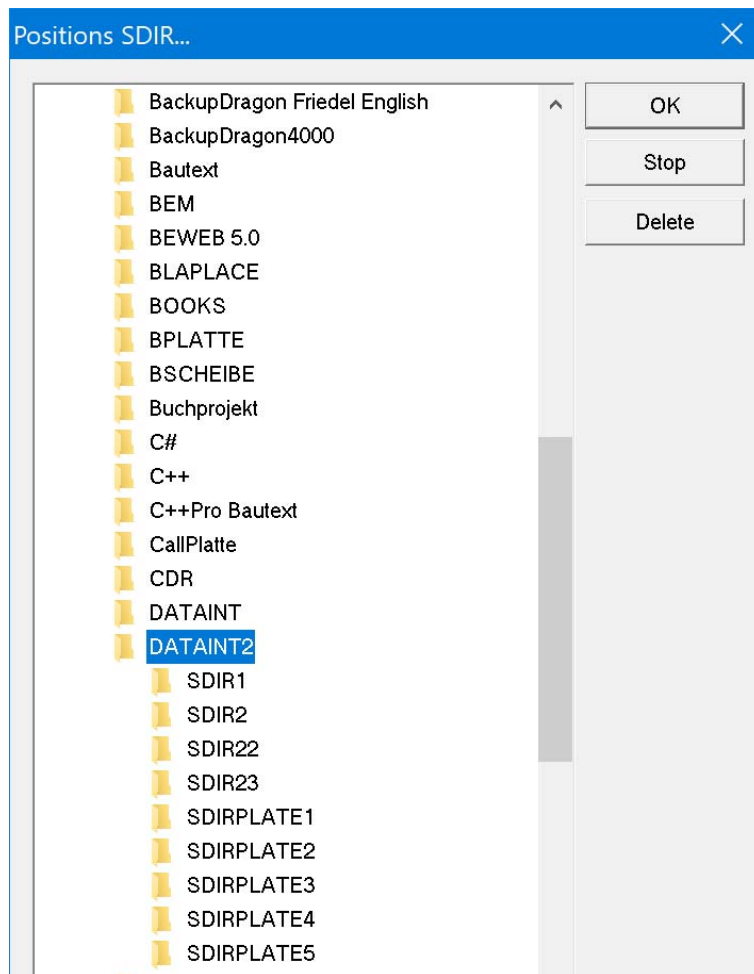 Positions SDIR...
BackupDragon Friedel English
OK
BackupDragon4000
Bautext
Stop
BEM
Delete
BEWEB 5.0
BLAPLACE
BOOKS
BPLATTE
BSCHEIBE
Buchprojekt
C#
C++
C++Pro Bautext
CallPlatte
CDR
DATAINT
DATAINT2
SDIR1
SDIR2
SDIR22
SDIR23
SDIRPLATE1
SDIRPLATE2
SDIRPLATE3
SDIRPLATE4
SDIRPLATE5